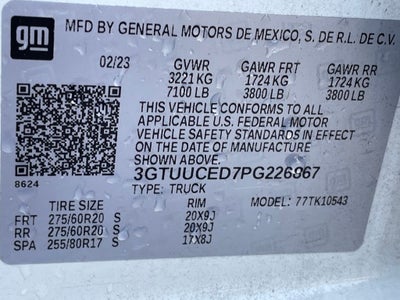 gm
MFD BY GENERAL MOTORS DE MEXICO, S. DE R.L. DE C.V.
02/23 GVWR GAWR FRT GAWR RR
3221 KG 1724 KG 1724 KG
7100 LB 3800 LB 3800 LB
THIS VEHICLE CONFORMS TO ALL
APPLICABLE U.S. FEDERAL MOTOR
VEHICLE SAFETY STANDARDS IN EFFECT
ON THE DATE OF MANUFACTURE SHOWN
ABOVE.
3GTUUCED7PG226967
8624
TYPE: TRUCK
TIRE SIZE RIM MODEL: 77TK10543
FRT 275/60R20 S 20X9J
RR 275/60R20 S 20X9J
SPA 255/80R17 S 17X8J